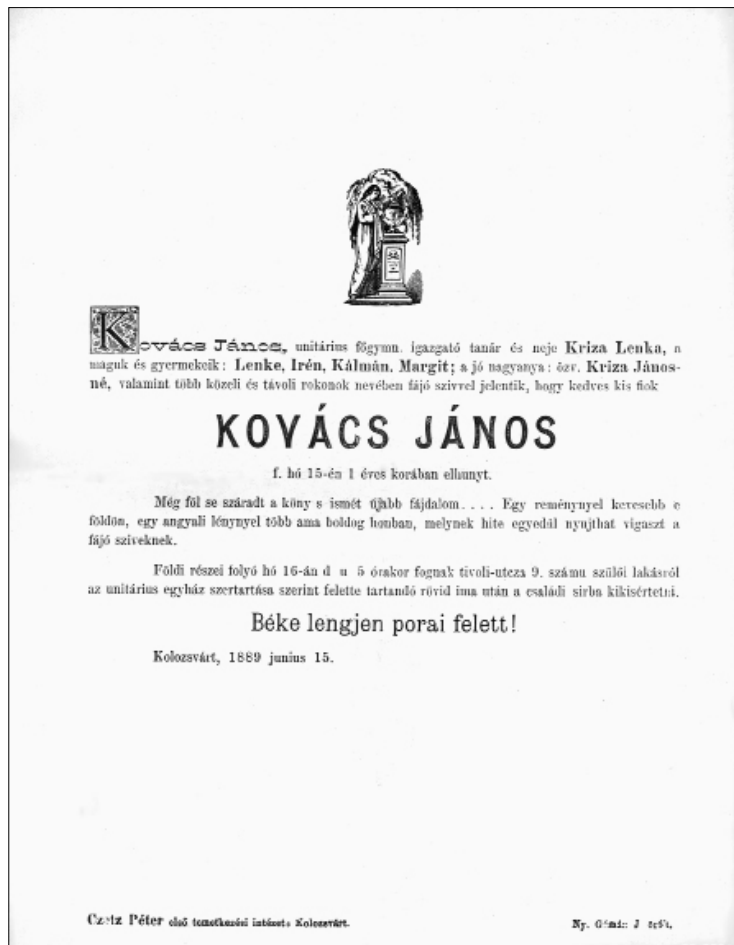 Kovács János, unitárius főgymn. igazgató tanár és neje Kriza Lenka, a
maguk és gyermekeik: Lenke, Irén, Kálmán, Margit; a jó nagyanya: özv. Kriza János-
né, valamint több közeli és távoli rokonok nevében fájó szivvel jelentik, hogy kedves kis fiok
KOVÁCS JÁNOS
f. hó 15-én 1 éves korában elhunyt.
Még föl se száradt a köny s ismét újabb fájdalom.... Egy reménynyel kevesebb e
földön, egy angyali lénynyel több ama boldog honban, melynek hite egyedül nyujthat vigaszt a
fájó sziveknek.
Földi részei folyó hó 16-án d u 5 órakor fognak tivoli-utcza 9. számu szülői lakásról
az unitárius egyház szertartása szerint felette tartandó rövid ima után a családi sirba kikisértetni.
Béke lengjen porai felett!
Kolozsvárt, 1889 junius 15.
Czetz Péter első temetkezési intézete Kolozsvárt.
Ny. Gámán J